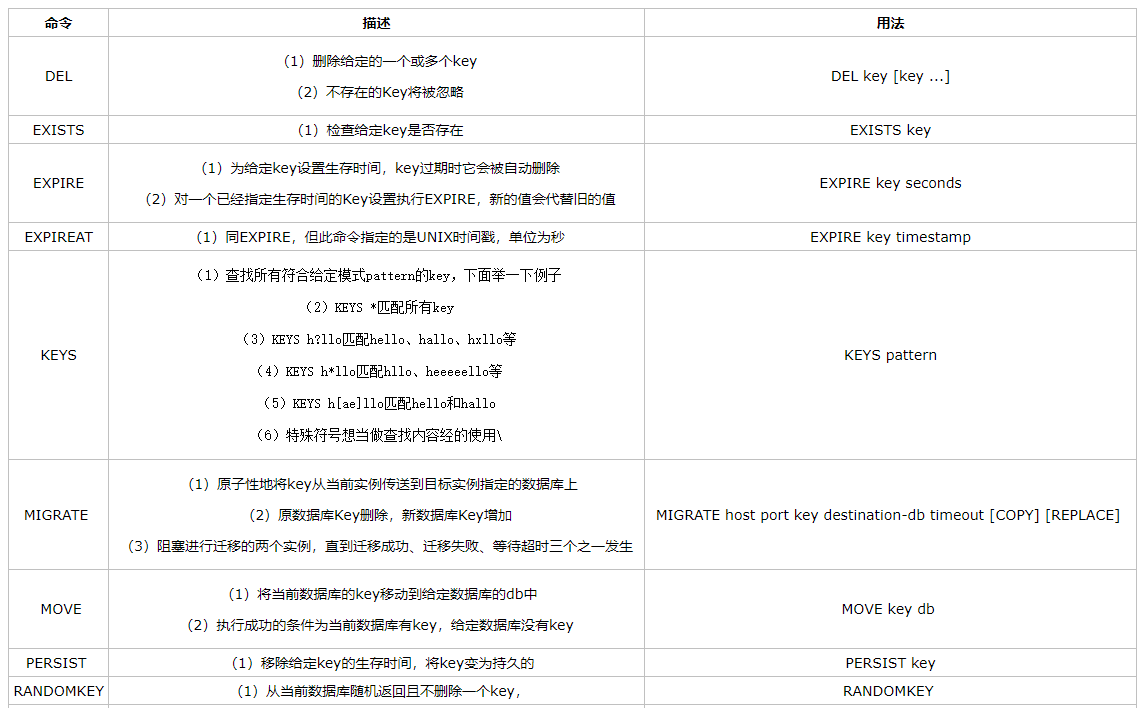 命令 描述 用法
DEL (1）删除给定的一个或多个key DEL key [key ...]
（2）不存在的Key将被忽略
EXISTS （1）检查给定key是否存在 EXISTS key
EXPIRE （1）为给定key设置生存时间，key过期时它会被自动删除 EXPIRE key seconds
（2）对一个已经指定生存时间的Key设置执行EXPIRE，新的值会代替旧的值
EXPIREAT （1）同EXPIRE，但此命令指定的是UNIX时间戳，单位为秒 EXPIRE key timestamp
KEYS （1）查找所有符合给定模式pattern的key，下面举一下例子 KEYS pattern
（2）KEYS *匹配所有key
（3）KEYS h?llo匹配hello、hallo、hxllo等
（4）KEYS h*llo匹配hllo、heeeeello等
（5）KEYS h[ae]llo匹配hello和hallo
（6）特殊符号想当做查找内容经的使用\
MIGRATE （1）原子性地将key从当前实例传送到目标实例指定的数据库上 MIGRATE host port key destination-db timeout [COPY] [REPLACE]
（2）原数据库Key删除，新数据库Key增加
（3）阻塞进行迁移的两个实例，直到迁移成功、迁移失败、等待超时三个之一发生
MOVE （1）将当前数据库的key移动到给定数据库的db中 MOVE key db
（2）执行成功的条件为当前数据库有key，给定数据库没有key
PERSIST （1）移除给定key的生存时间，将key变为持久的 PERSIST key
RANDOMKEY （1）从当前数据库随机返回且不删除一个key， RANDOMKEY